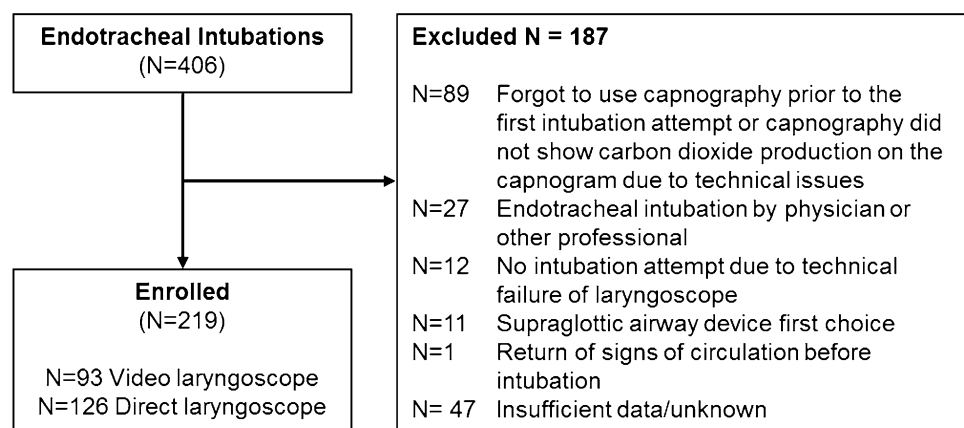 Endotracheal Intubations
(N=406)
Excluded N = 187
N=89 Forgot to use capnography prior to the
first intubation attempt or capnography did
not show carbon dioxide production on the
capnogram due to technical issues
N=27 Endotracheal intubation by physician or
other professional
N=12 No intubation attempt due to technical
failure of laryngoscope
N=11 Supraglottic airway device first choice
N=1 Return of signs of circulation before
intubation
N= 47 Insufficient data/unknown
Enrolled
(N=219)
N=93 Video laryngoscope
N=126 Direct laryngoscope